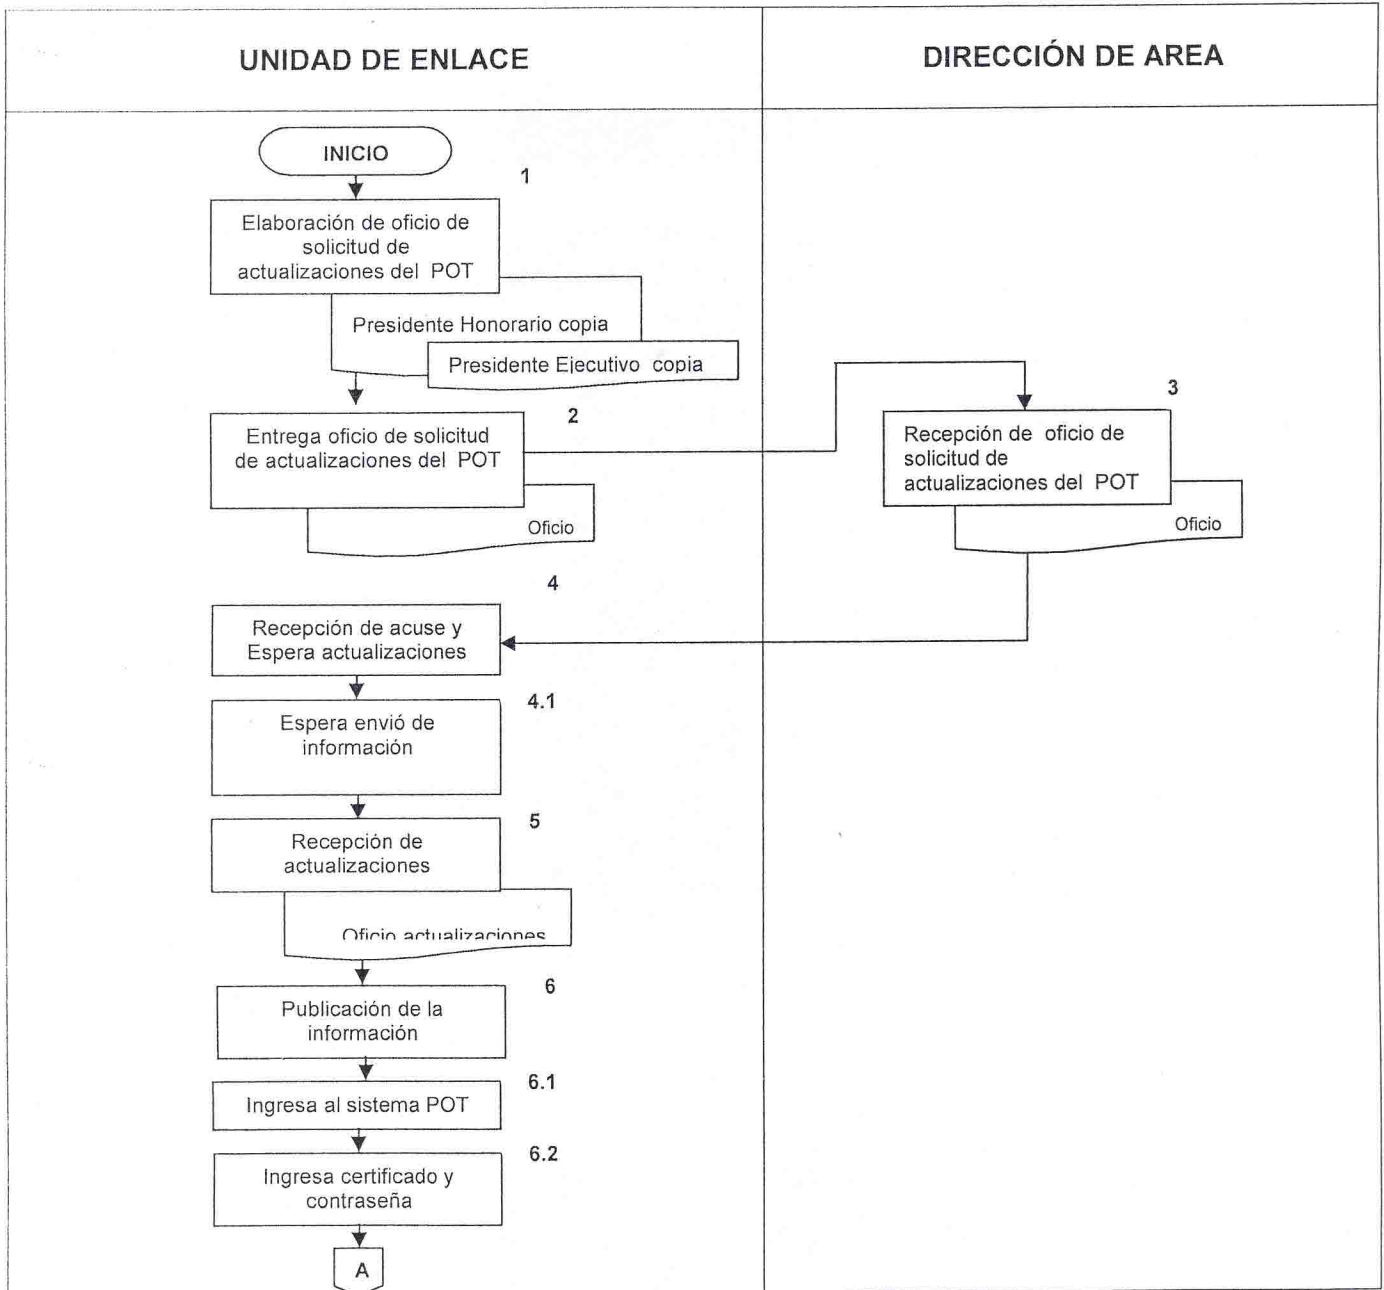 UNIDAD DE ENLACE
DIRECCIÓN DE AREA
INICIO
1
Elaboración de oficio de
solicitud de
actualizaciones del POT
Presidente Honorario copia
Presidente Ejecutivo copia
2
Entrega oficio de solicitud
de actualizaciones del POT
Oficio
3
Recepción de oficio de
solicitud de
actualizaciones del POT
Oficio
4
Recepción de acuse y
Espera actualizaciones
4.1
Espera envió de
información
5
Recepción de
actualizaciones
Oficio actualizaciones
6
Publicación de la
información
6.1
Ingresa al sistema POT
6.2
Ingresa certificado y
contraseña
A